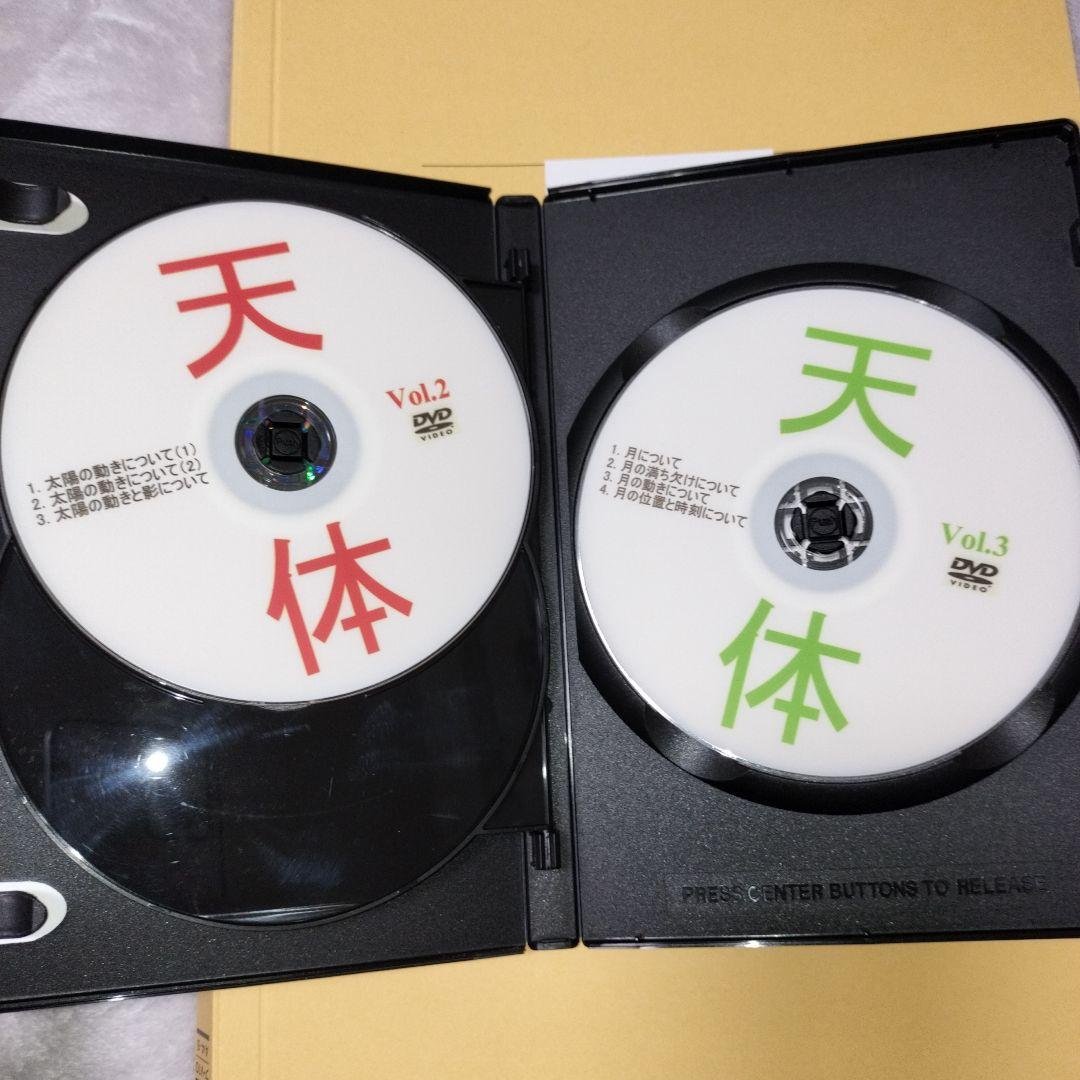 天体
Vol.2
DVD
VIDEO
1. 太陽の動きについて(1)
2. 太陽の動きについて(2)
3. 太陽の動きと影について
天体
1. 月について
2. 月の満ち欠けについて
3. 月の動きについて
4. 月の位置と時刻について
Vol.3
DVD
VIDEO
PRESS CENTER BUTTONS TO RELEASE